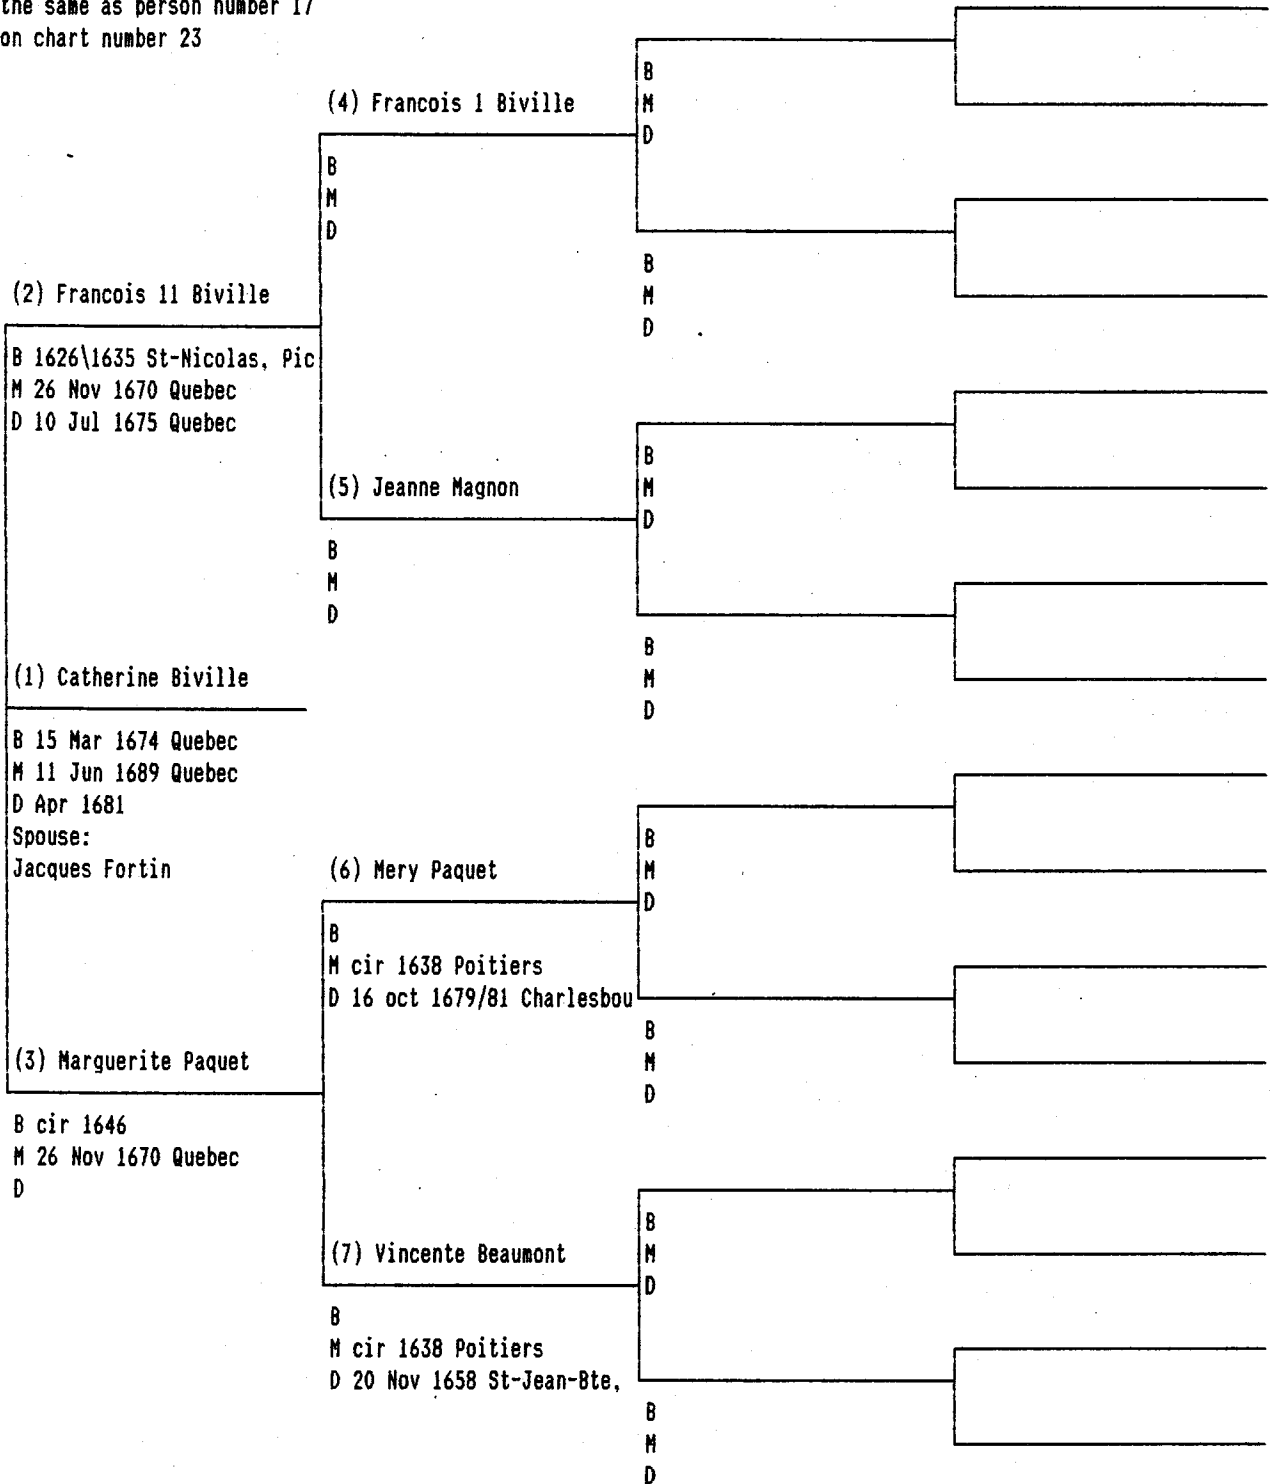 the same as person number 17
on chart number 23
B
M
D
(4) Francois 1 Biville
B
M
D
B
M
D
(2) Francois 11 Biville
B 1626\1635 St-Nicolas, Pic
M 26 Nov 1670 Quebec
D 10 Jul 1675 Quebec
B
M
D
(5) Jeanne Magnon
B
M
D
B
M
D
(1) Catherine Biville
B 15 Mar 1674 Quebec
M 11 Jun 1689 Quebec
D Apr 1681
Spouse:
Jacques Fortin
B
M
D
(6) Mery Paquet
B
M cir 1638 Poitiers
D 16 oct 1679/81 Charlesbou
B
M
D
(3) Marguerite Paquet
B cir 1646
M 26 Nov 1670 Quebec
D
B
M
D
(7) Vincente Beaumont
B
M cir 1638 Poitiers
D 20 Nov 1658 St-Jean-Bte,
B
M
D